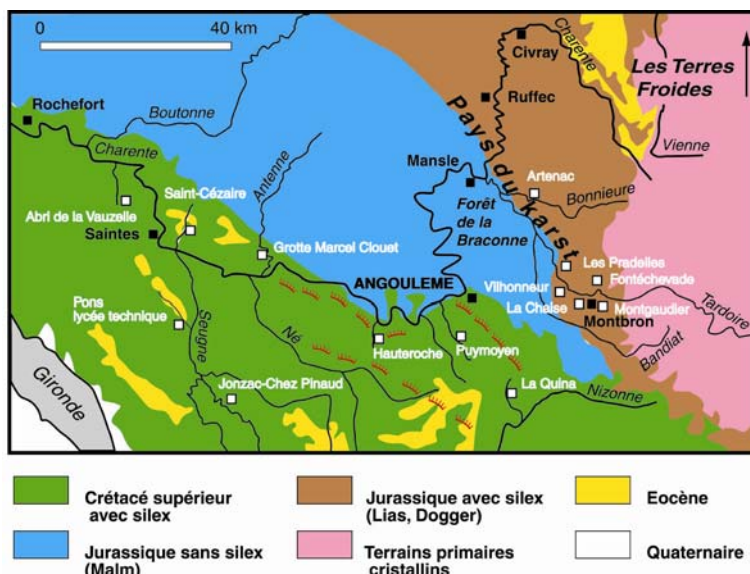 0 40 km
Civray
Charente
Les Terres
Froides
Rochefort
Boutonne
Ruffec
Pays du Karst
Vienne
Charente
Antenne
Mansle
Artenac
Bonnieure
Saint-Cézaire
Abri de la Vauzelle
Forêt
de la
Braconne
Saintes
Grotte Marcel Clouet
Les Pradelles
Fontéchevade
ANGOULEME
Vilhonneur
La Chaise
Montgaudier
Montbron
Tardoire
Bandiat
Pons
lycée technique
Seugne
Né
Hauteroche
Puymoyen
Gironde
Jonzac-Chez Pinaud
La Quina
Nizonne
Crétacé supérieur
avec silex
Jurassique avec silex
(Lias, Dogger)
Eocène
Jurassique sans silex
(Malm)
Terrains primaires
cristallins
Quaternaire